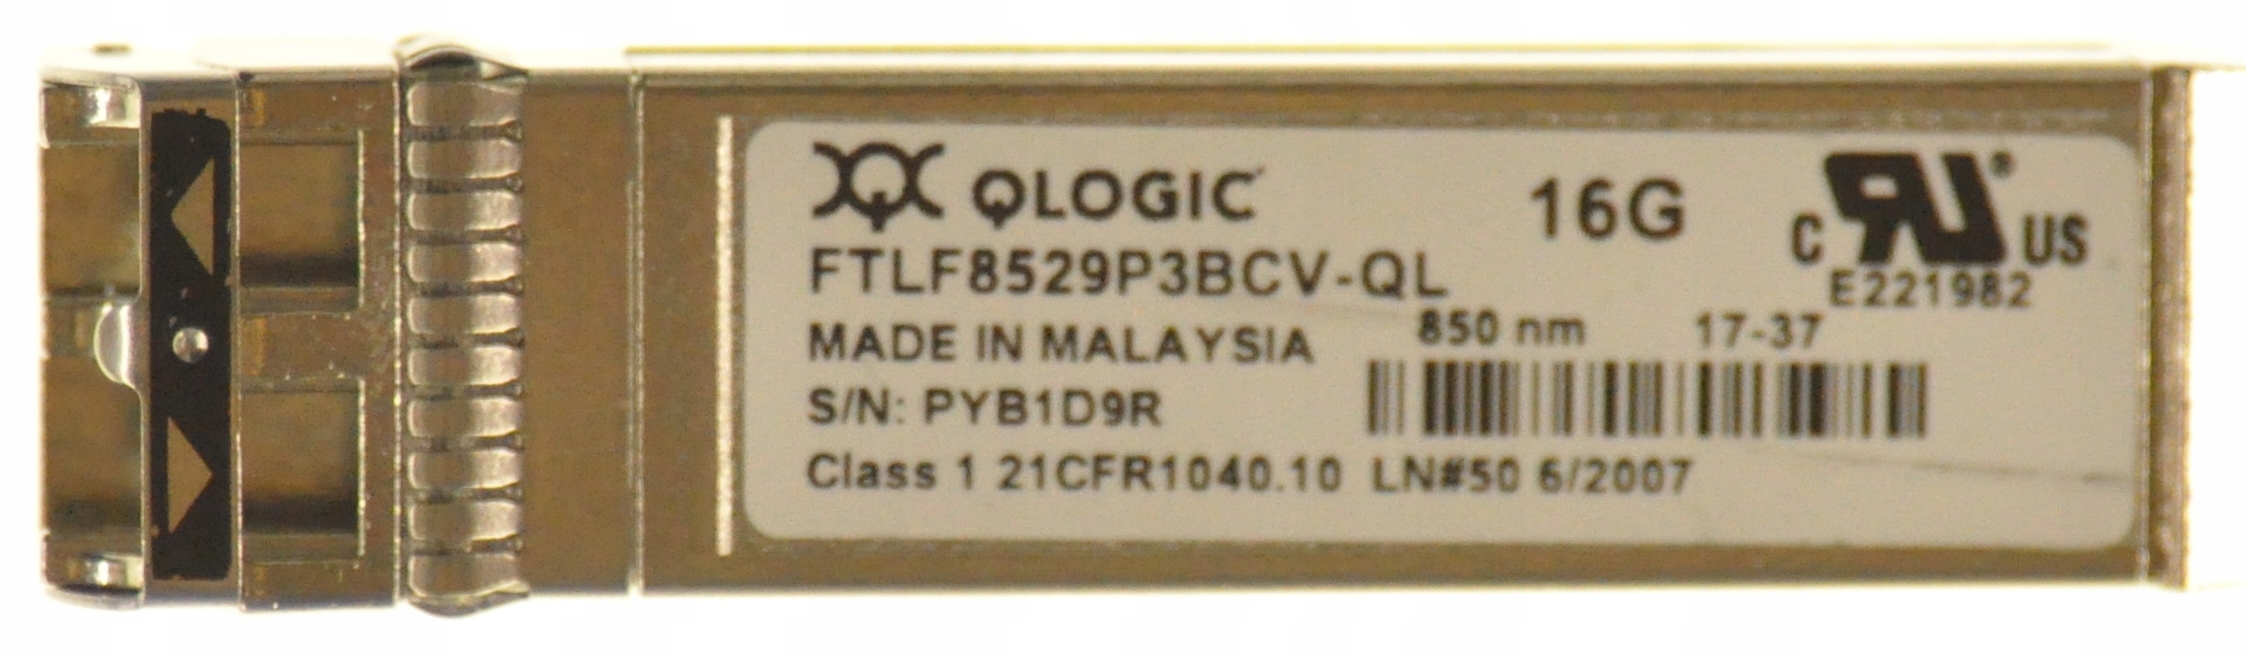 QLOGIC 16G
FTLF8529P3BCV-QL
C RU® US
E221982
850 nm 17-37
MADE IN MALAYSIA
S/N: PYB1D9R
Class 1 21CFR1040.10 LN#50 6/2007